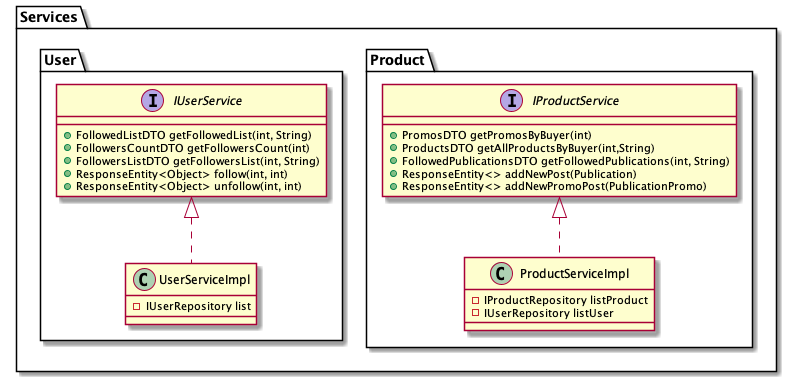 Services
User
I IUserService
FollowedListDTO getFollowedList(int, String)
FollowersCountDTO getFollowersCount(int)
FollowersListDTO getFollowersList(int, String)
ResponseEntity<Object> follow(int, int)
ResponseEntity<Object> unfollow(int, int)
C UserServiceImpl
IUserRepository list
Product
I IProductService
PromosDTO getPromosByBuyer(int)
ProductsDTO getAllProductsByBuyer(int,String)
FollowedPublicationsDTO getFollowedPublications(int, String)
ResponseEntity<> addNewPost(Publication)
ResponseEntity<> addNewPromoPost(PublicationPromo)
C ProductServiceImpl
IProductRepository listProduct
IUserRepository listUser